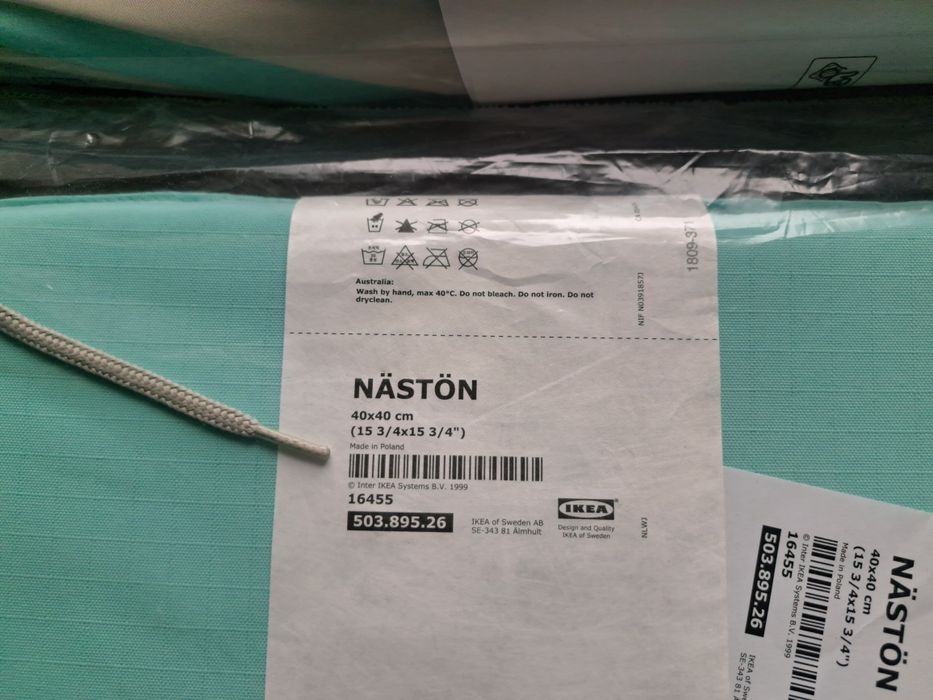 Australia:
Wash by hand, max 40°C. Do not bleach. Do not iron. Do not
dryclean.
1809-371
NÄSTÖN
40x40 cm
(15 3/4x15 3/4")
Made in Poland
© Inter IKEA Systems B.V. 1999
16455
503.895.26
IKEA of Sweden AB
SE-343 81 Älmhult
IKEA
Design and Quality
IKEA of Sweden
NÄSTÖN
40x40 cm
(15 3/4x15 3/4")
Made in Poland
© Inter IKEA Systems B.V. 1999
16455
503.895.26